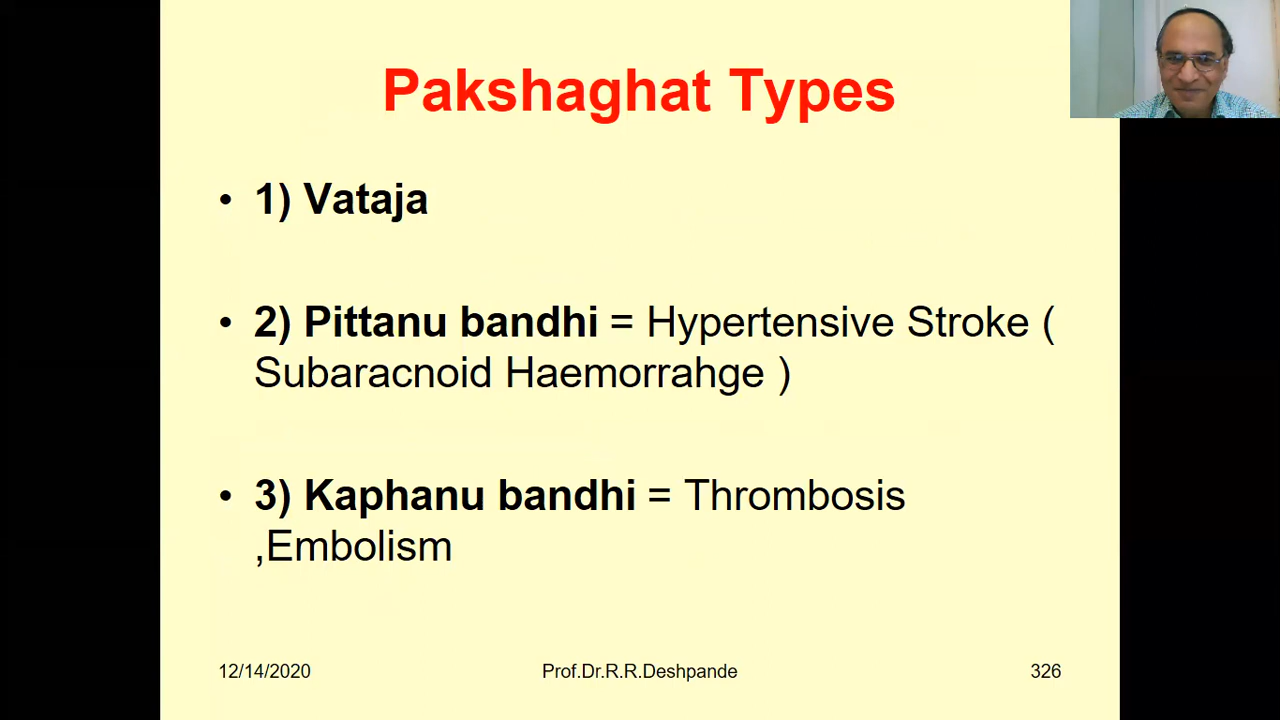 Pakshaghat Types
• 1) Vataja
• 2) Pittanu bandhi = Hypertensive Stroke (
Subaracnoid Haemorrahge )
• 3) Kaphanu bandhi = Thrombosis
,Embolism
12/14/2020 Prof.Dr.R.R.Deshpande 326